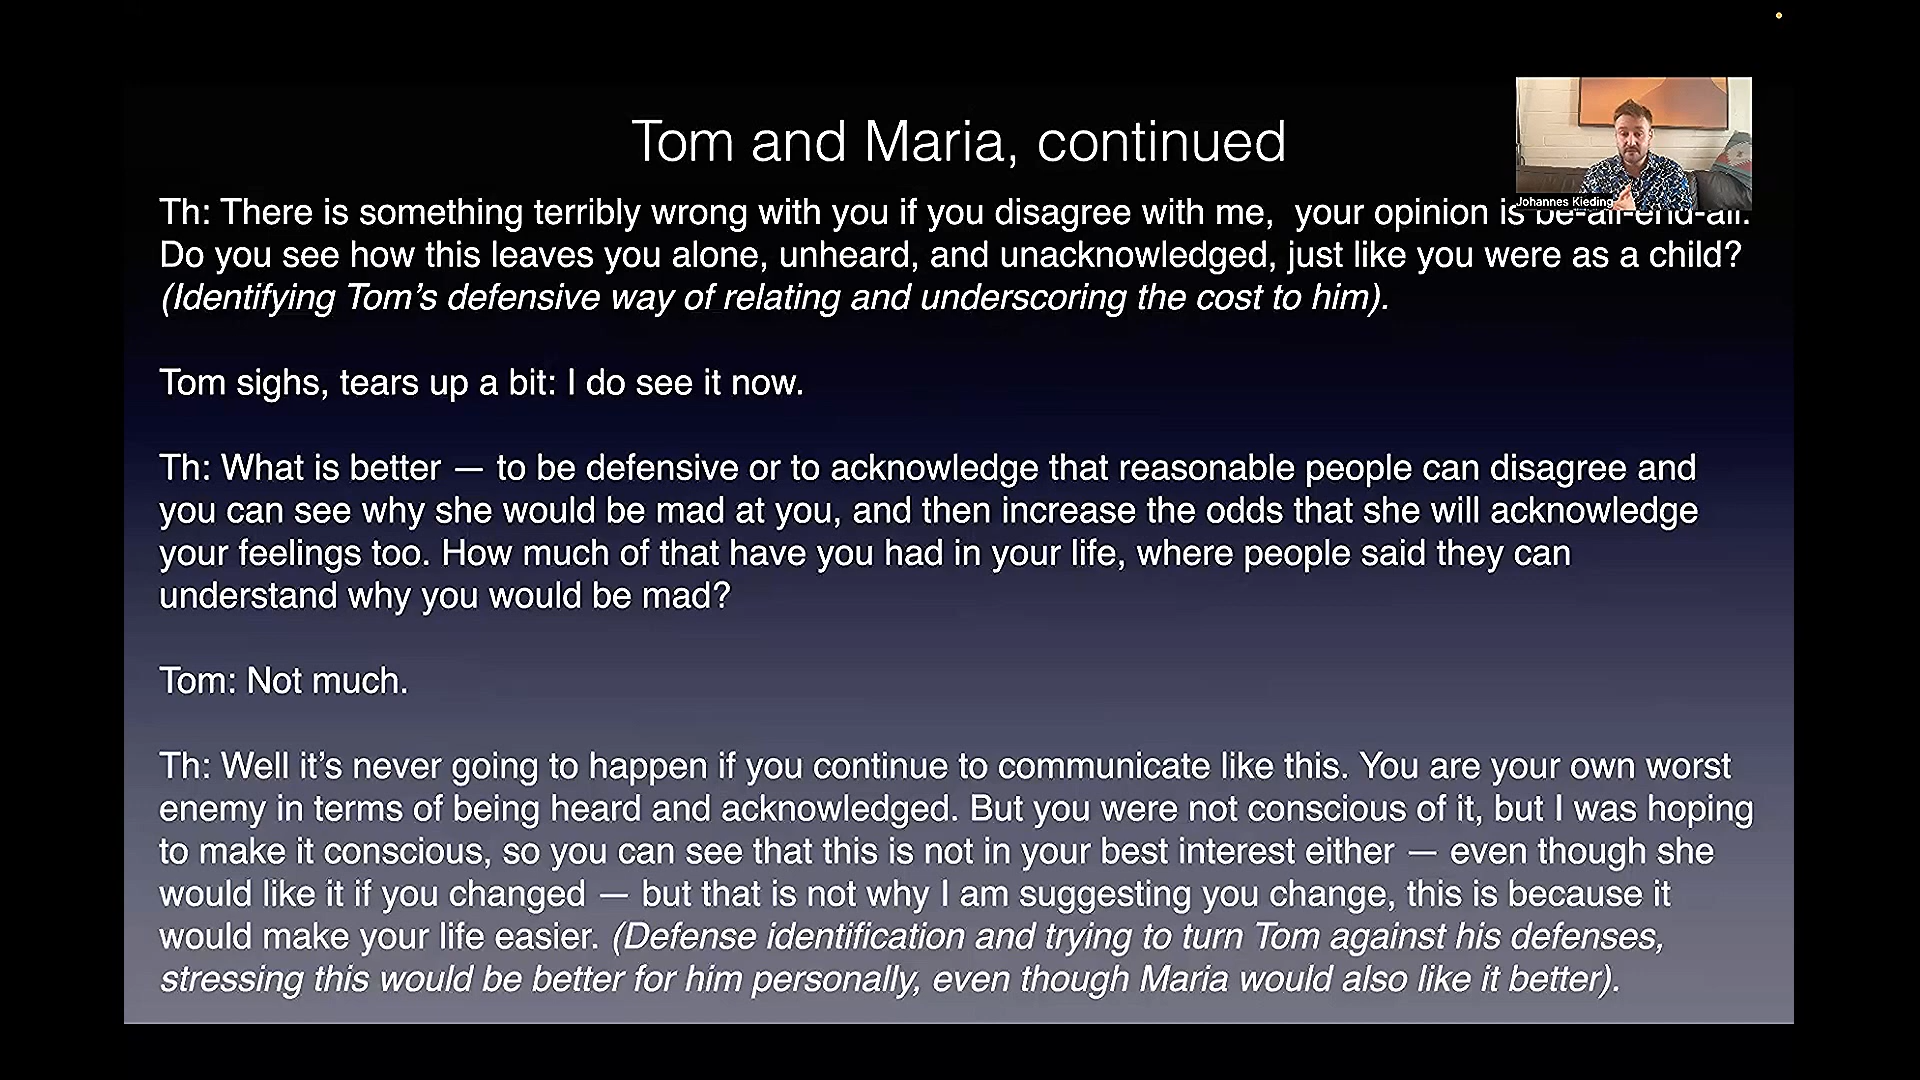 Tom and Maria, continued
Johannes Kieding
Th: There is something terribly wrong with you if you disagree with me,  your opinion is be-all-end-all.
Do you see how this leaves you alone, unheard, and unacknowledged, just like you were as a child?
(Identifying Tom’s defensive way of relating and underscoring the cost to him).
Tom sighs, tears up a bit: I do see it now.
Th: What is better — to be defensive or to acknowledge that reasonable people can disagree and
you can see why she would be mad at you, and then increase the odds that she will acknowledge
your feelings too. How much of that have you had in your life, where people said they can
understand why you would be mad?
Tom: Not much.
Th: Well it’s never going to happen if you continue to communicate like this. You are your own worst
enemy in terms of being heard and acknowledged. But you were not conscious of it, but I was hoping
to make it conscious, so you can see that this is not in your best interest either — even though she
would like it if you changed — but that is not why I am suggesting you change, this is because it
would make your life easier. (Defense identification and trying to turn Tom against his defenses,
stressing this would be better for him personally, even though Maria would also like it better).